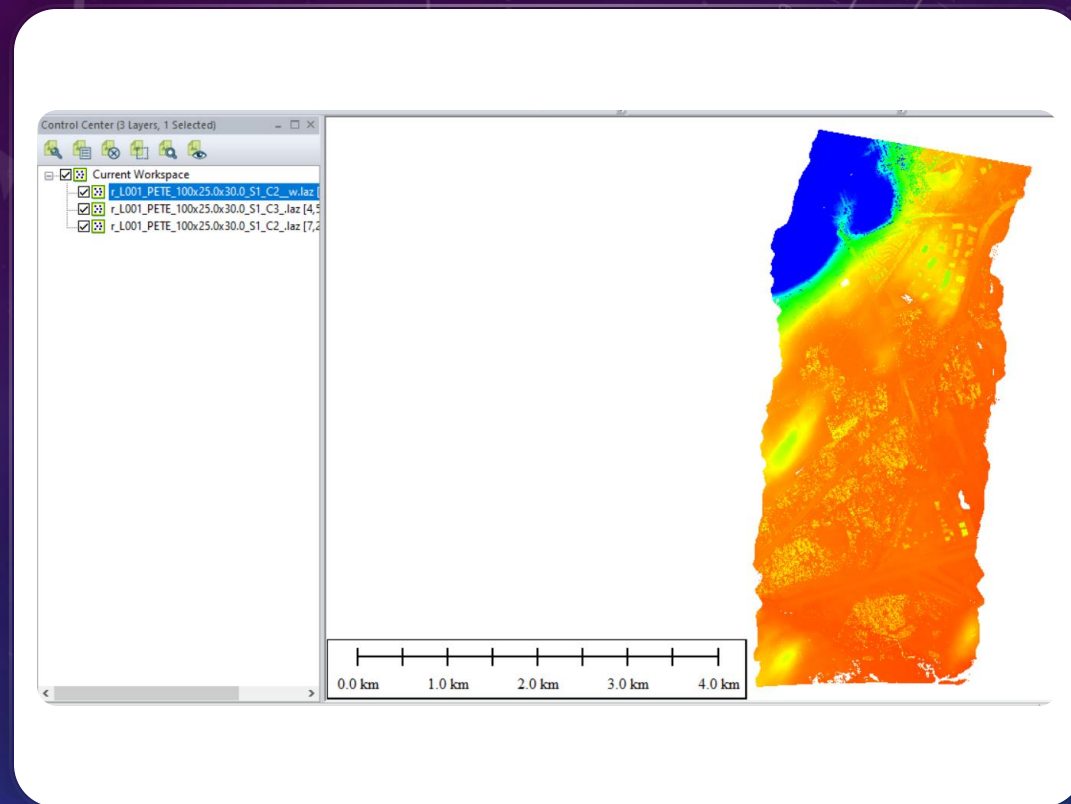 Control Center (3 Layers, 1 Selected)
Current Workspace
r_L001_PETE_100x25.0x30.0_S1_C2__w.laz [
r_L001_PETE_100x25.0x30.0_S1_C3_.laz [4,5
r_L001_PETE_100x25.0x30.0_S1_C2_.laz [7,2
0.0 km 1.0 km 2.0 km 3.0 km 4.0 km